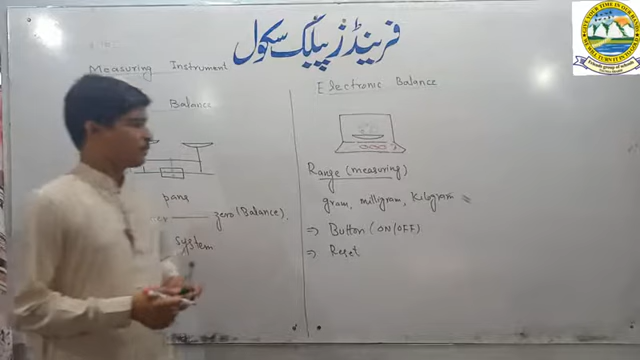 فرینڈز پبلک سکول
Measuring Instrument
Balance
pans
zero (Balance).
system
Electronic Balance
Range (measuring)
gram, milligram, Kilogram
⇒ Button (ON/OFF)
⇒ Reset